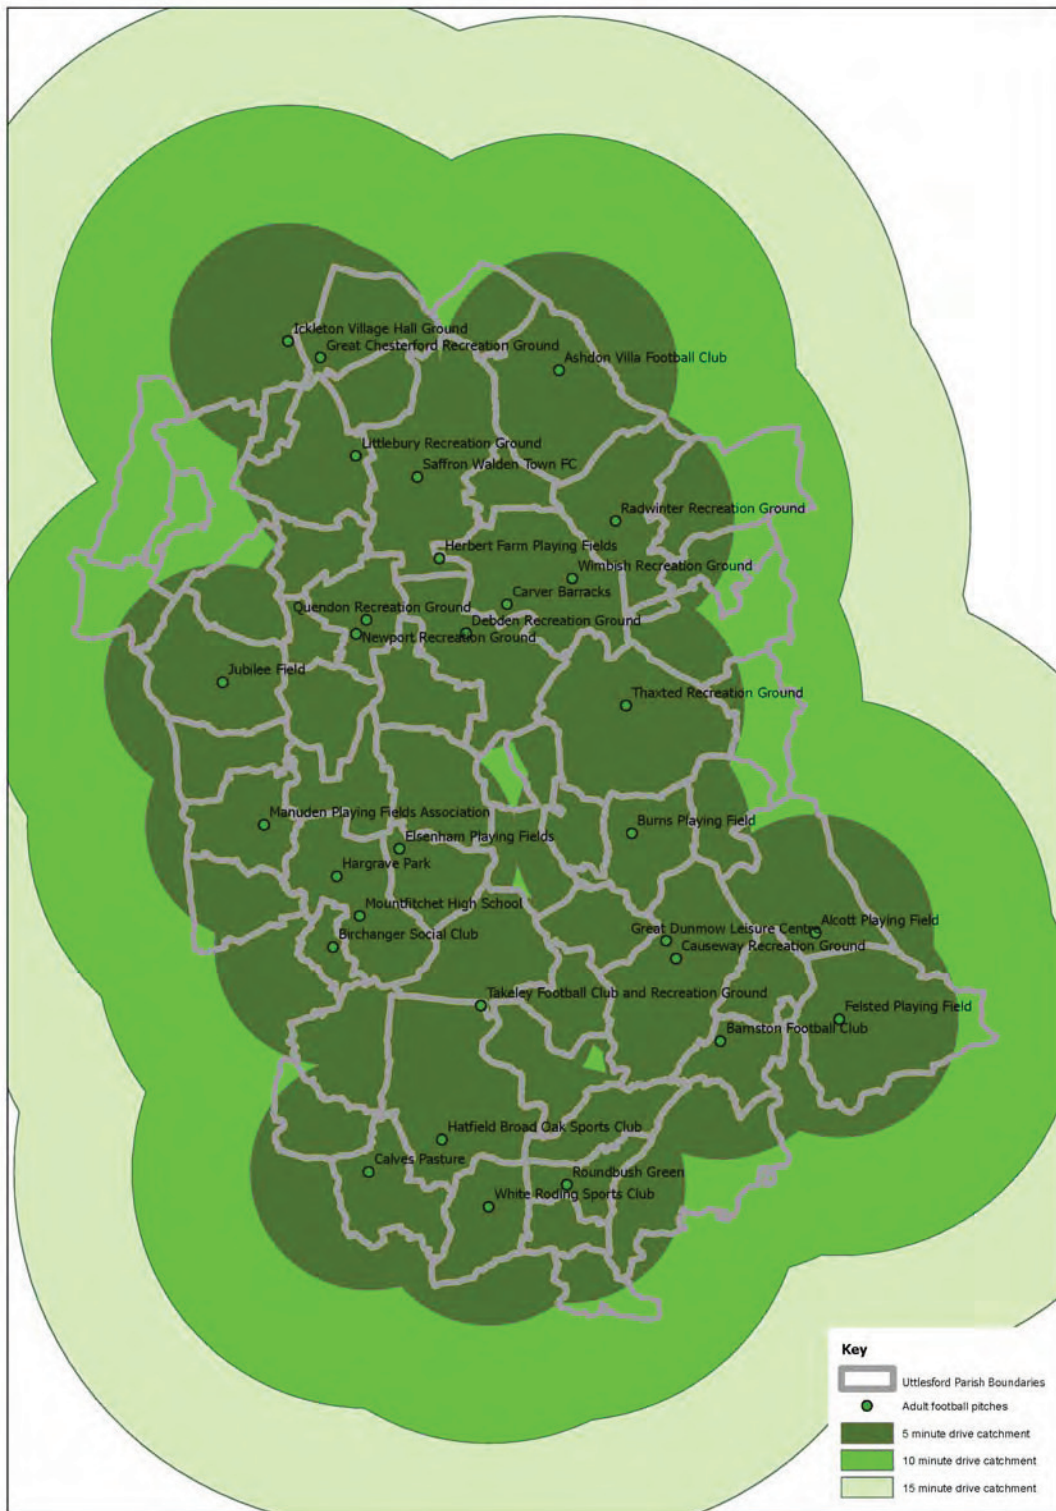 Ickleton Village Hall Ground
Great Chesterford Recreation Ground
Ashdon Villa Football Club
Littlebury Recreation Ground
Saffron Walden Town FC
Radwinter Recreation Ground
Herbert Farm Playing Fields
Wimbish Recreation Ground
Carver Barracks
Quendon Recreation Ground
Debden Recreation Ground
Newport Recreation Ground
Jubilee Field
Thaxted Recreation Ground
Manuden Playing Fields Association
Burns Playing Field
Elsenham Playing Fields
Hargrave Park
Mountfitchet High School
Alcott Playing Field
Great Dunmow Leisure Centre
Birchanger Social Club
Causeway Recreation Ground
Takeley Football Club and Recreation Ground
Felsted Playing Field
Barnston Football Club
Hatfield Broad Oak Sports Club
Calves Pasture
Roundbush Green
White Roding Sports Club
Key
Uttlesford Parish Boundaries
Adult football pitches
5 minute drive catchment
10 minute drive catchment
15 minute drive catchment